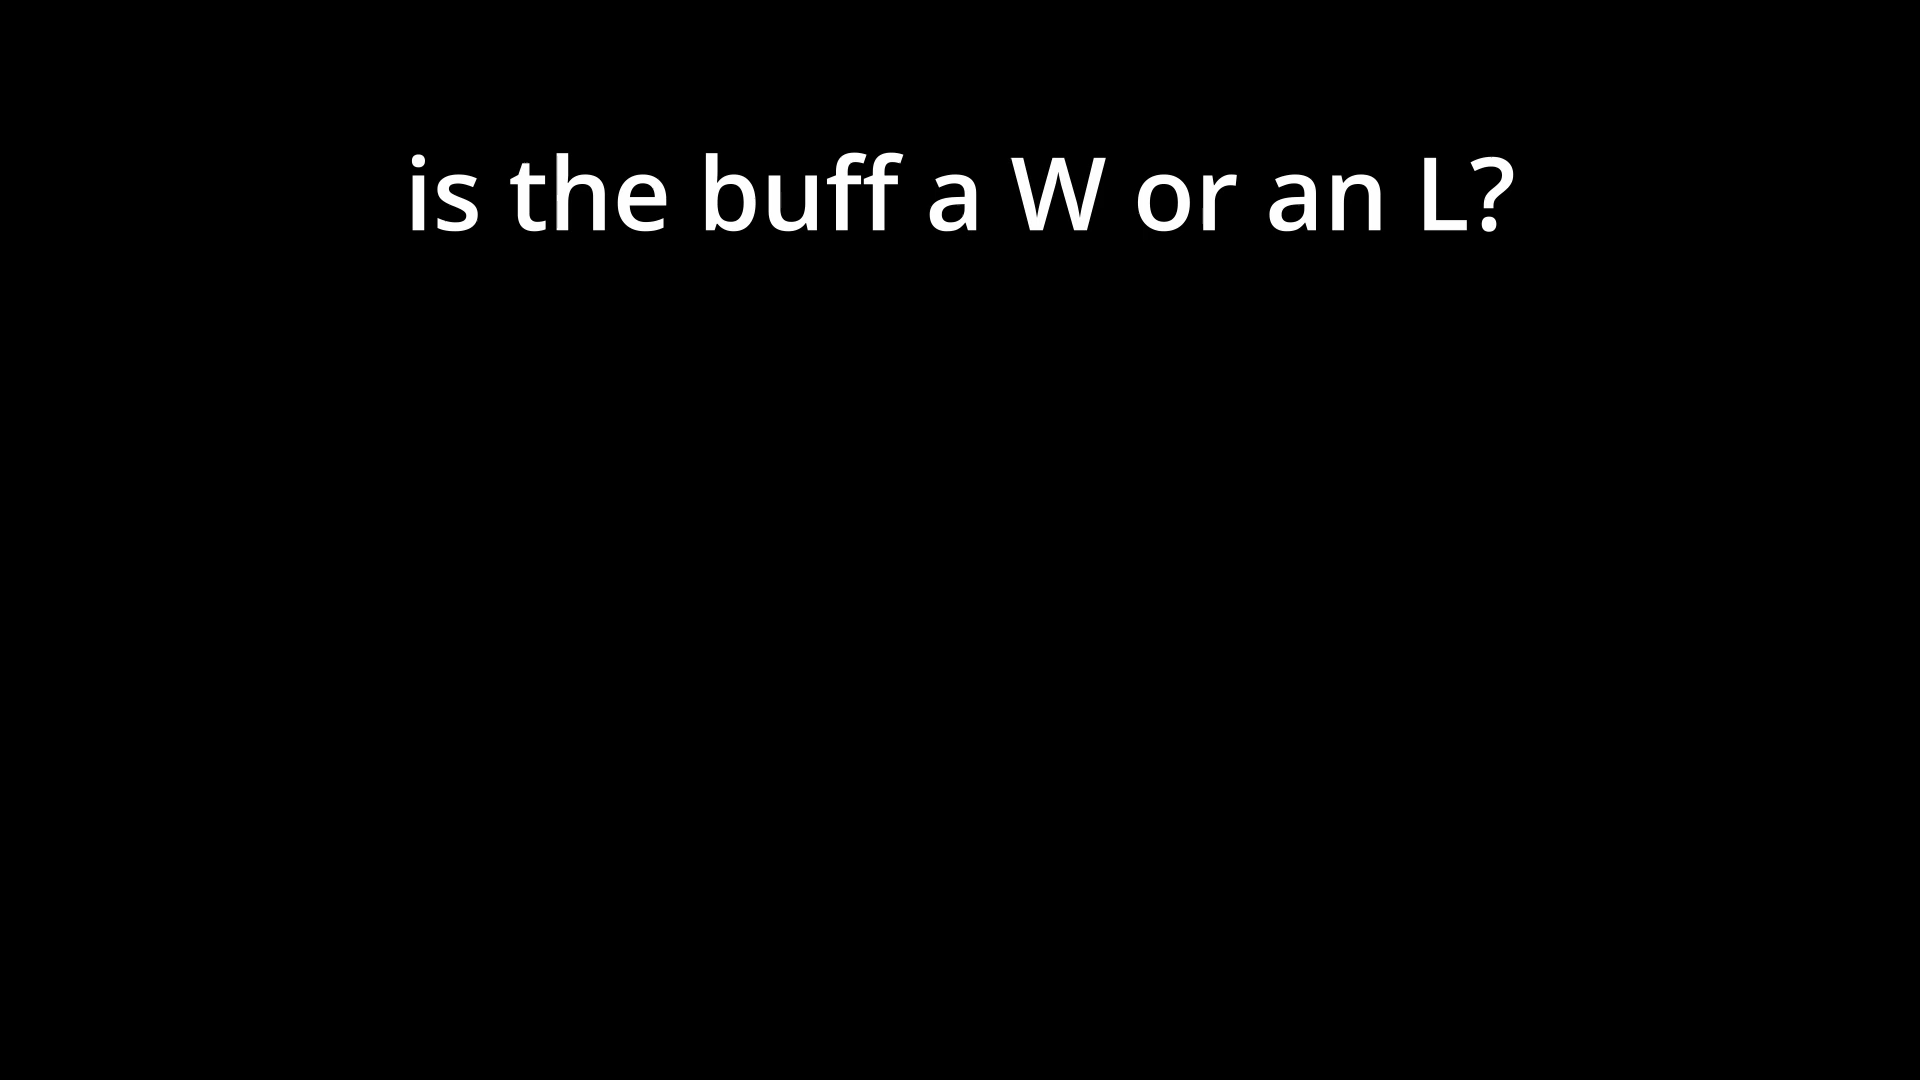 is the buff a W or an L?